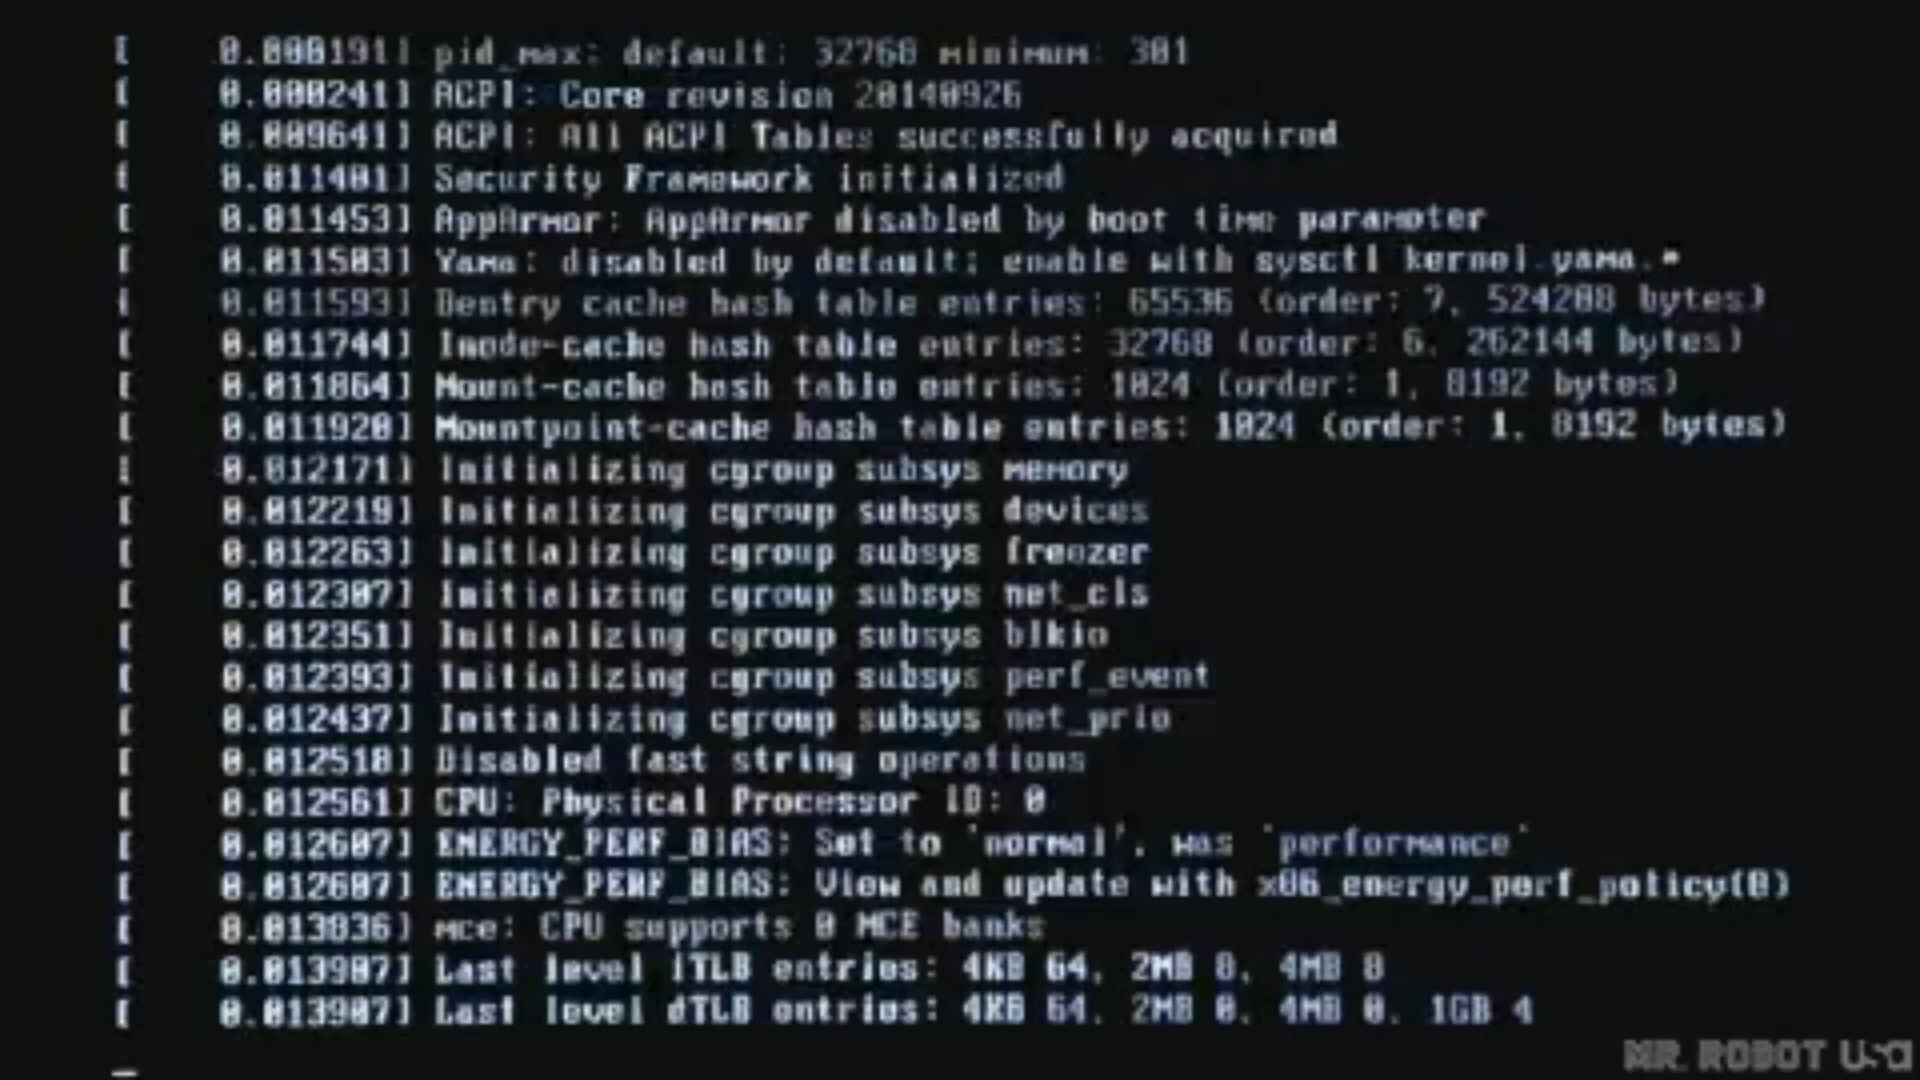 [    0.000191] pid_max: default: 32768 minimum: 301
[    0.000241] ACPI: Core revision 20140926
[    0.009641] ACPI: All ACPI Tables successfully acquired
[    0.011401] Security Framework initialized
[    0.011453] AppArmor: AppArmor disabled by boot time parameter
[    0.011503] Yama: disabled by default; enable with sysctl kernel.yama.*
[    0.011593] Dentry cache hash table entries: 65536 (order: 7, 524288 bytes)
[    0.011744] Inode-cache hash table entries: 32768 (order: 6, 262144 bytes)
[    0.011864] Mount-cache hash table entries: 1024 (order: 1, 8192 bytes)
[    0.011920] Mountpoint-cache hash table entries: 1024 (order: 1, 8192 bytes)
[    0.012171] Initializing cgroup subsys memory
[    0.012219] Initializing cgroup subsys devices
[    0.012263] Initializing cgroup subsys freezer
[    0.012307] Initializing cgroup subsys net_cls
[    0.012351] Initializing cgroup subsys blkio
[    0.012393] Initializing cgroup subsys perf_event
[    0.012437] Initializing cgroup subsys net_prio
[    0.012518] Disabled fast string operations
[    0.012561] CPU: Physical Processor ID: 0
[    0.012607] ENERGY_PERF_BIAS: Set to 'normal', was 'performance'
[    0.012607] ENERGY_PERF_BIAS: View and update with x86_energy_perf_policy(8)
[    0.013836] mce: CPU supports 0 MCE banks
[    0.013907] Last level iTLB entries: 4KB 64, 2MB 0, 4MB 0
[    0.013907] Last level dTLB entries: 4KB 64, 2MB 0, 4MB 0, 1GB 4
_
MR. ROBOT USA